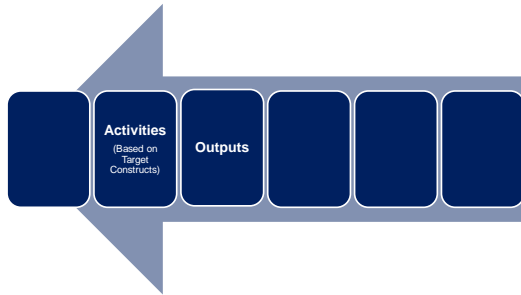 Activities
(Based on
Target
Constructs)
Outputs